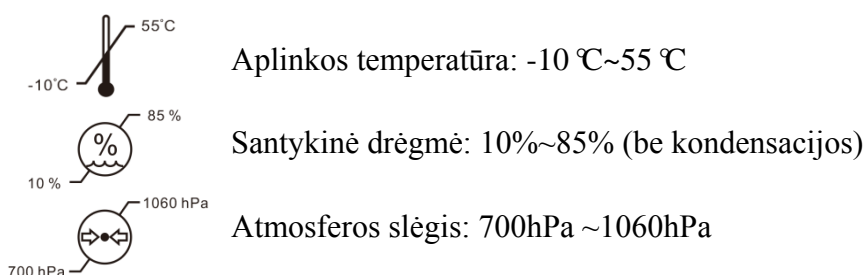 55°C
-10°C
Aplinkos temperatūra: -10 ℃~55 ℃
85 %
%
10 %
Santykinė drėgmė: 10%~85% (be kondensacijos)
1060 hPa
700 hPa
Atmosferos slėgis: 700hPa ~1060hPa